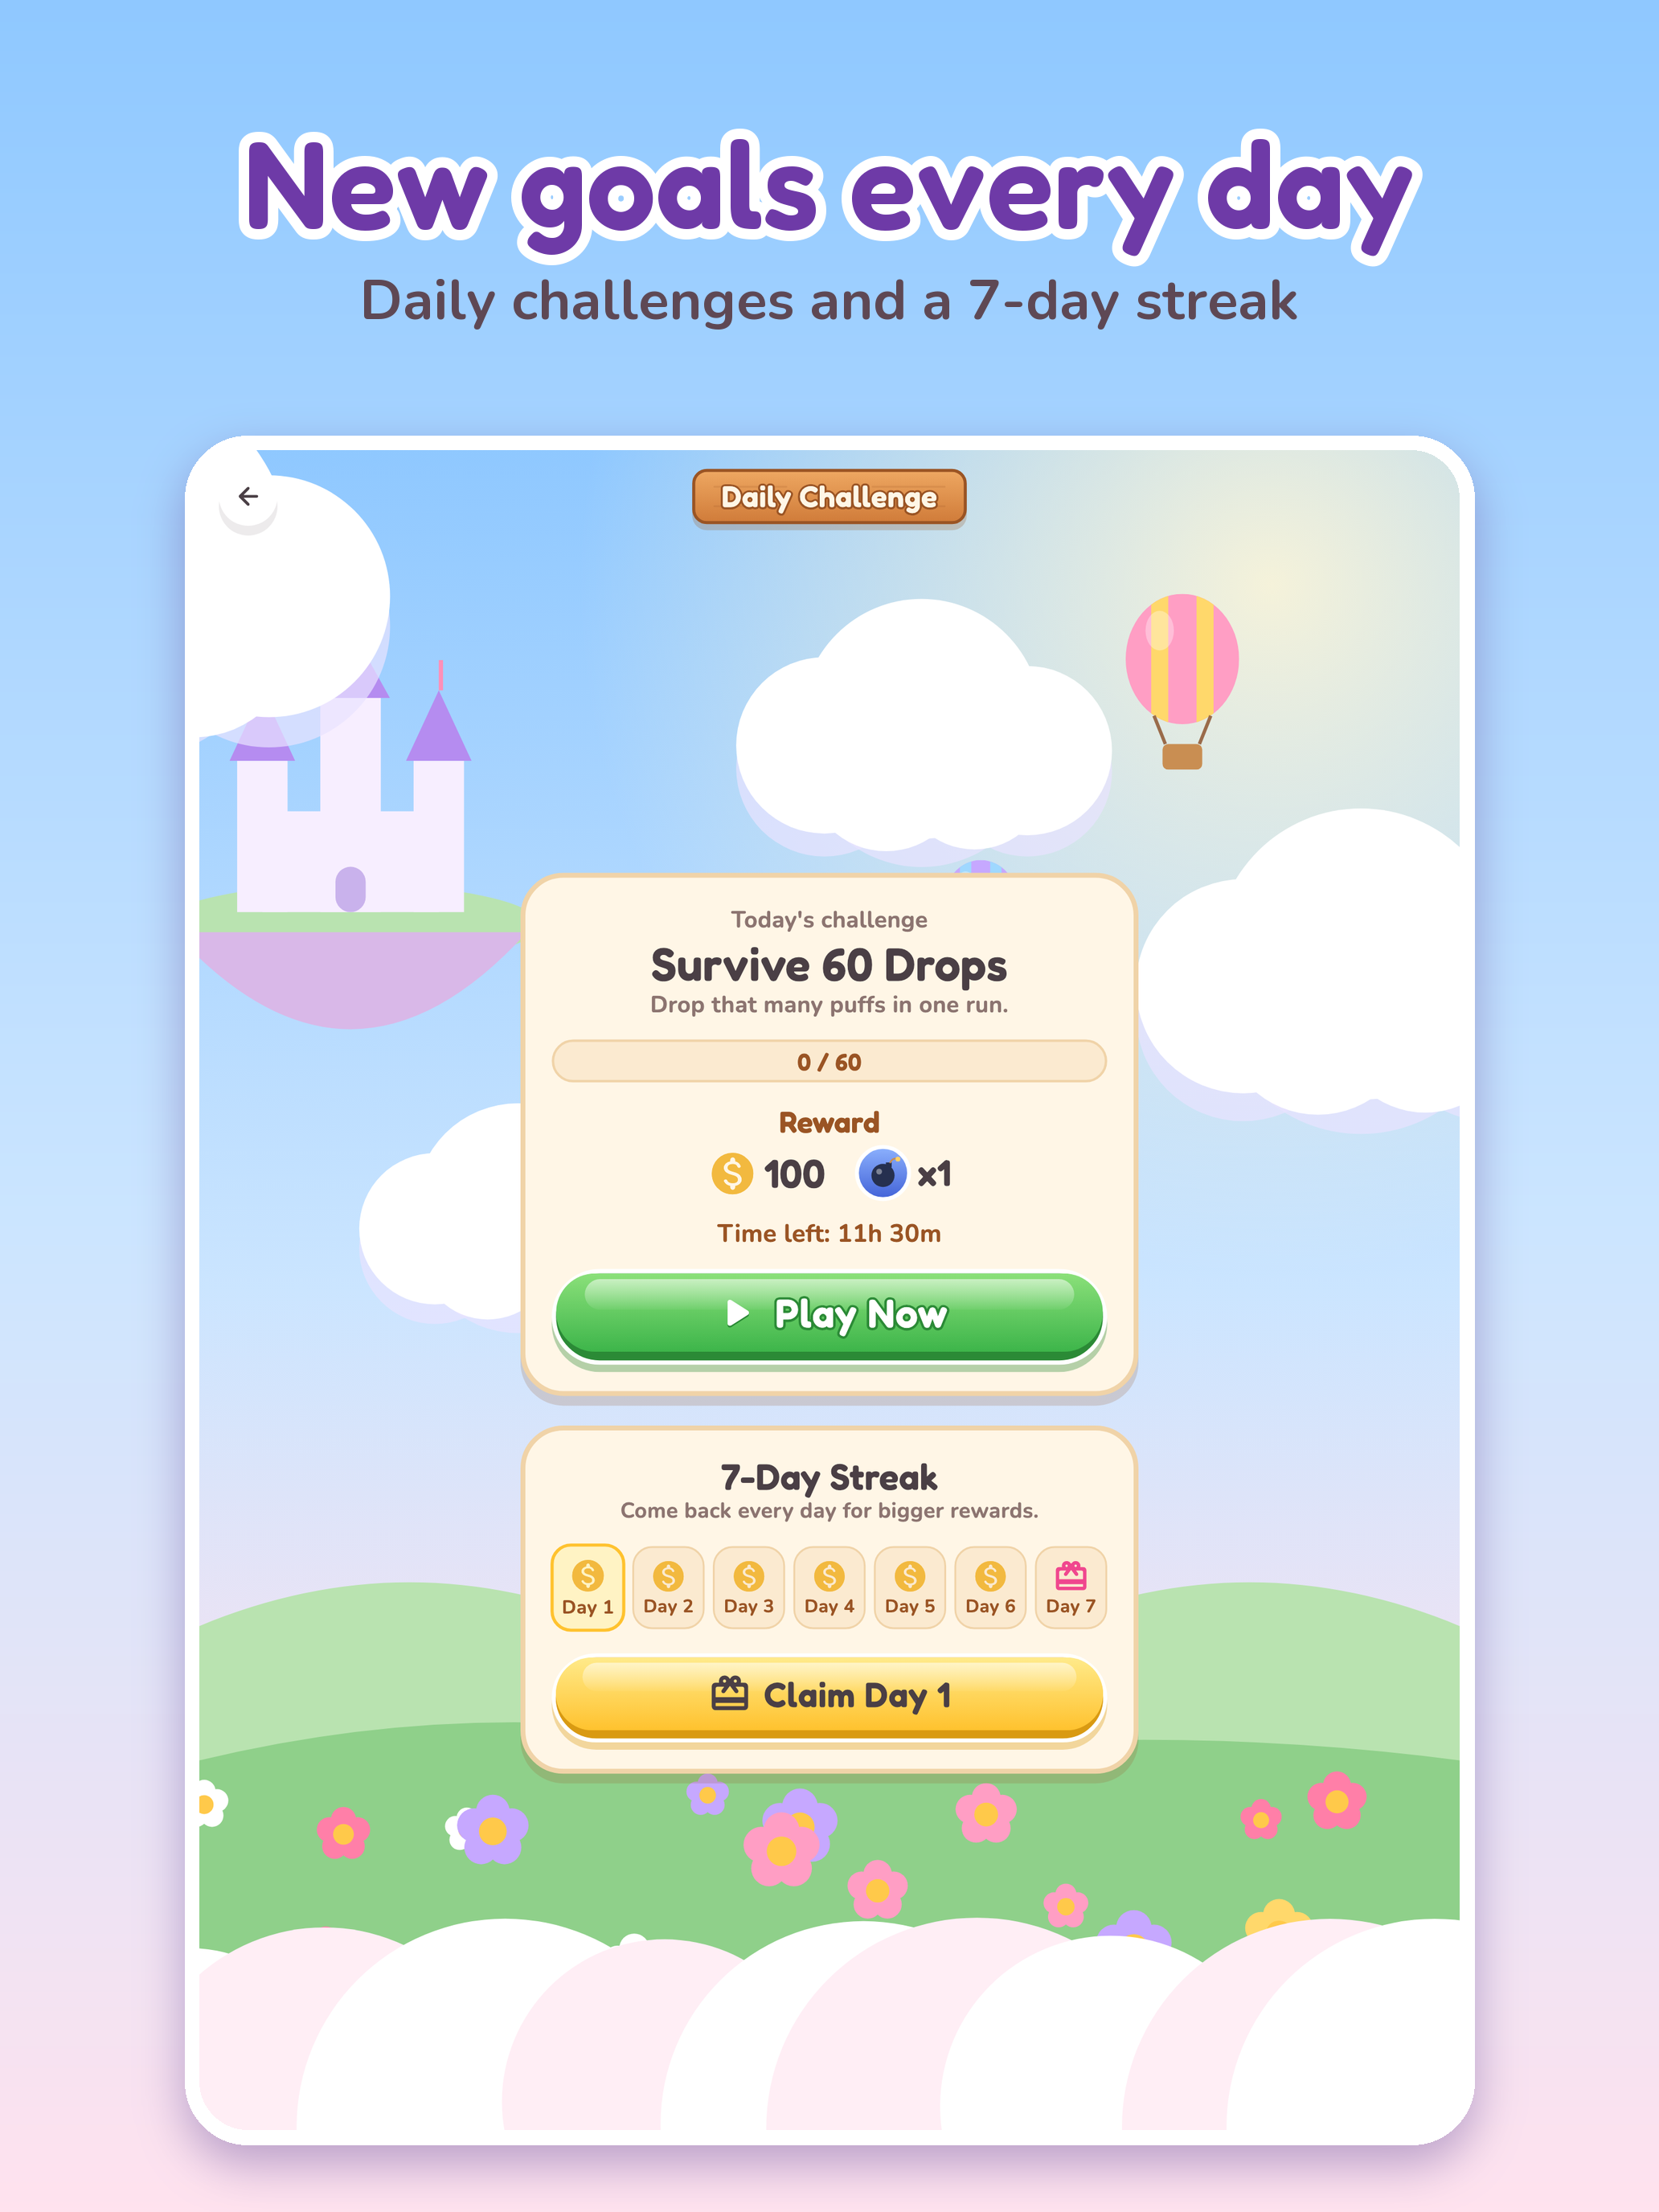 New goals every day
Daily challenges and a 7-day streak
Daily Challenge
Today's challenge
Survive 60 Drops
Drop that many puffs in one run.
0 / 60
Reward
100 x1
Time left: 11h 30m
Play Now
7-Day Streak
Come back every day for bigger rewards.
Day 1 Day 2 Day 3 Day 4 Day 5 Day 6 Day 7
Claim Day 1